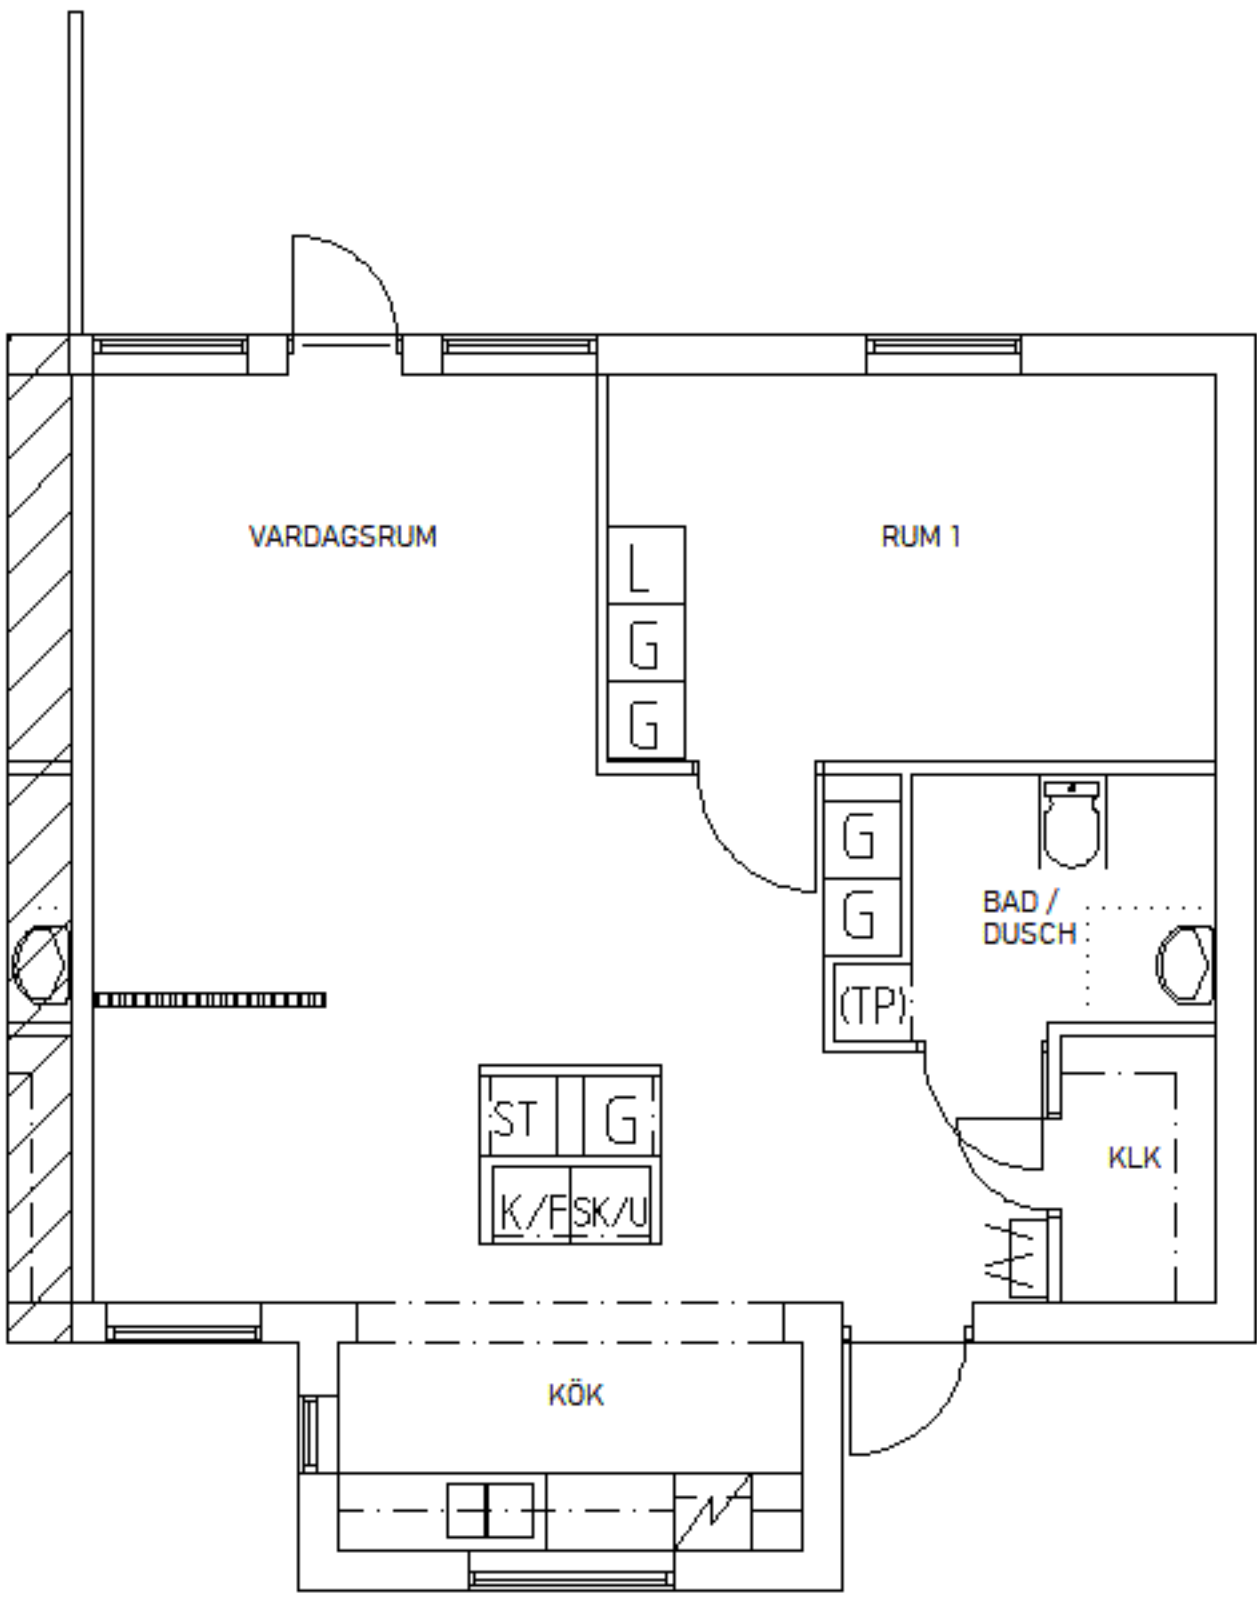 VARDAGSRUM
RUM 1
L
G
G
G
G
BAD /
DUSCH
(TP)
ST
G
KLK
K/F
SK/U
KÖK